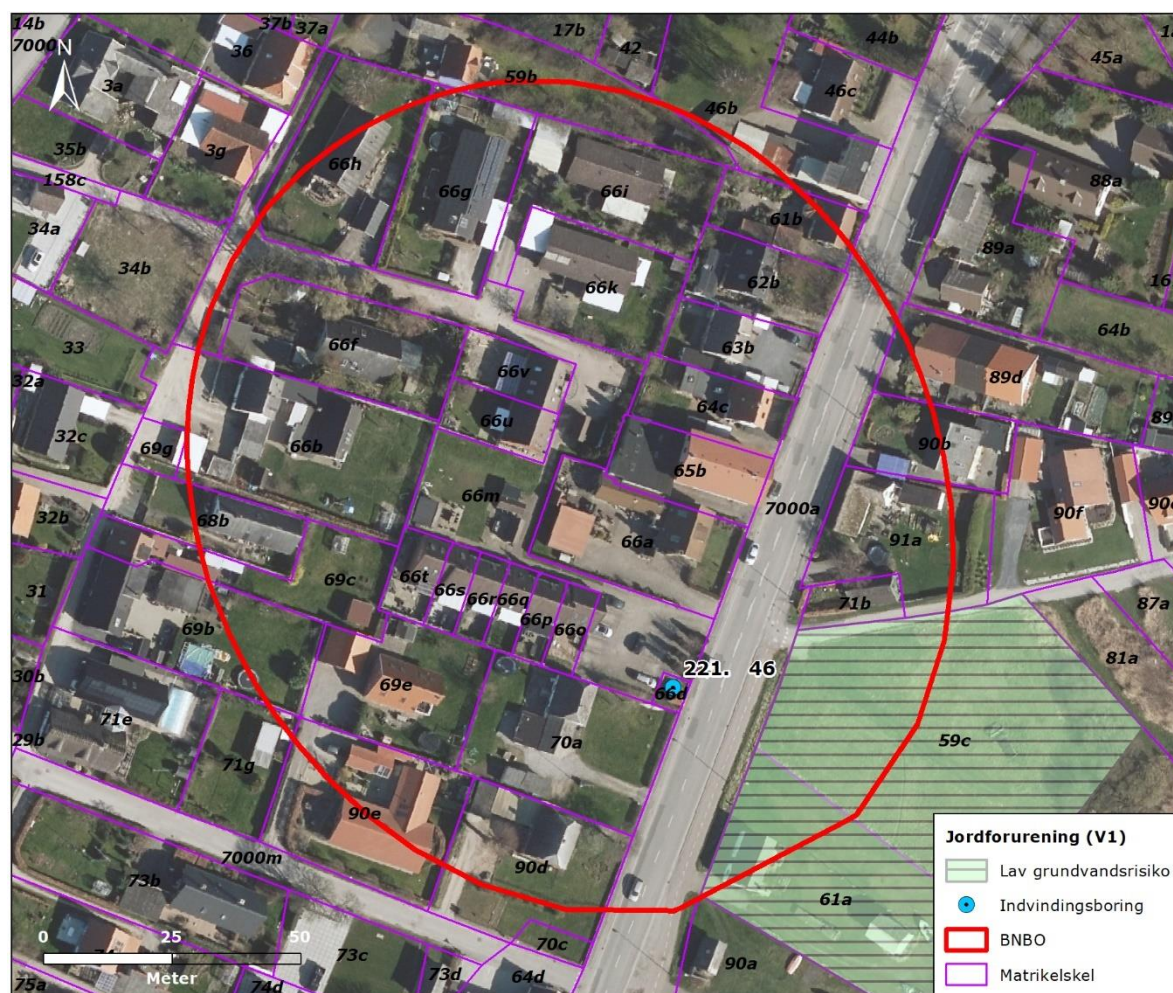 14b
7000
37b
37a
36
17b
42
44b
45a
3a
59b
46b
46c
3g
35b
158c
66h
66g
66i
88a
34a
34b
61b
89a
16
62b
66k
33
66f
63b
64b
32a
66v
89d
32c
64c
66u
89
69g
66b
90b
65b
66m
7000a
90f
32b
68b
66a
91a
31
69c
66t
66s
66r
66q
66p
66o
71b
87a
69b
81a
30b
69e
221. 46
66d
71e
70a
59c
29b
71g
90e
7000m
90d
73b
61a
70c
73c
90a
73d
64d
75a
74d
N
0 25 50
Meter
Jordforurening (V1)
Lav grundvandsrisiko
Indvindingsboring
BNBO
Matrikelskel